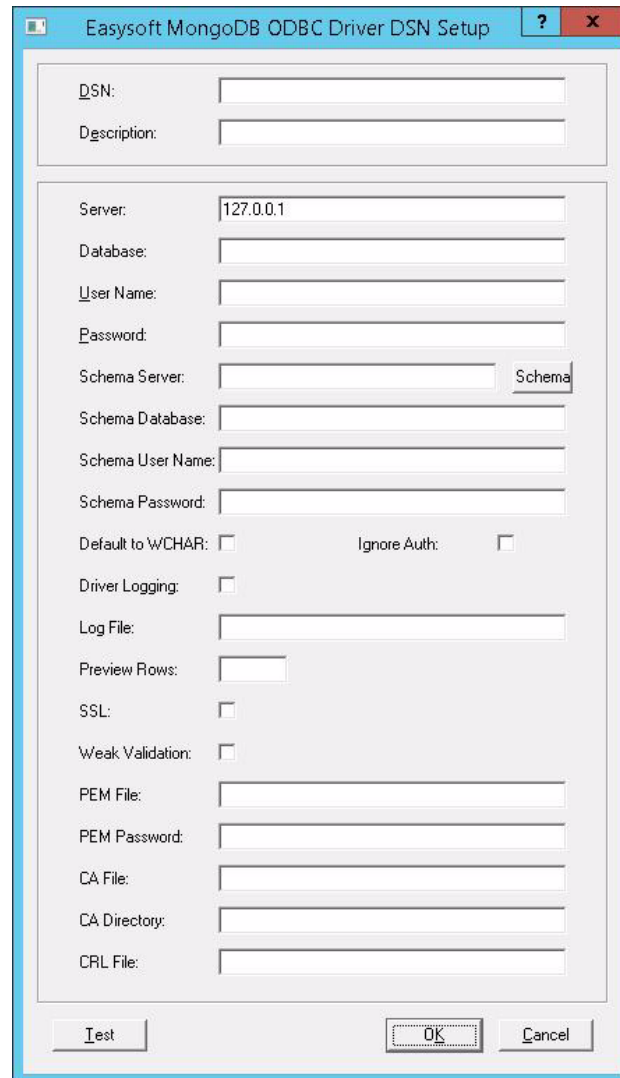 Easysoft MongoDB ODBC Driver DSN Setup ? x
DSN:
Description:
Server: 127.0.0.1
Database:
User Name:
Password:
Schema Server: Schema
Schema Database:
Schema User Name:
Schema Password:
Default to WCHAR: Ignore Auth:
Driver Logging:
Log File:
Preview Rows:
SSL:
Weak Validation:
PEM File:
PEM Password:
CA File:
CA Directory:
CRL File:
Test OK Cancel